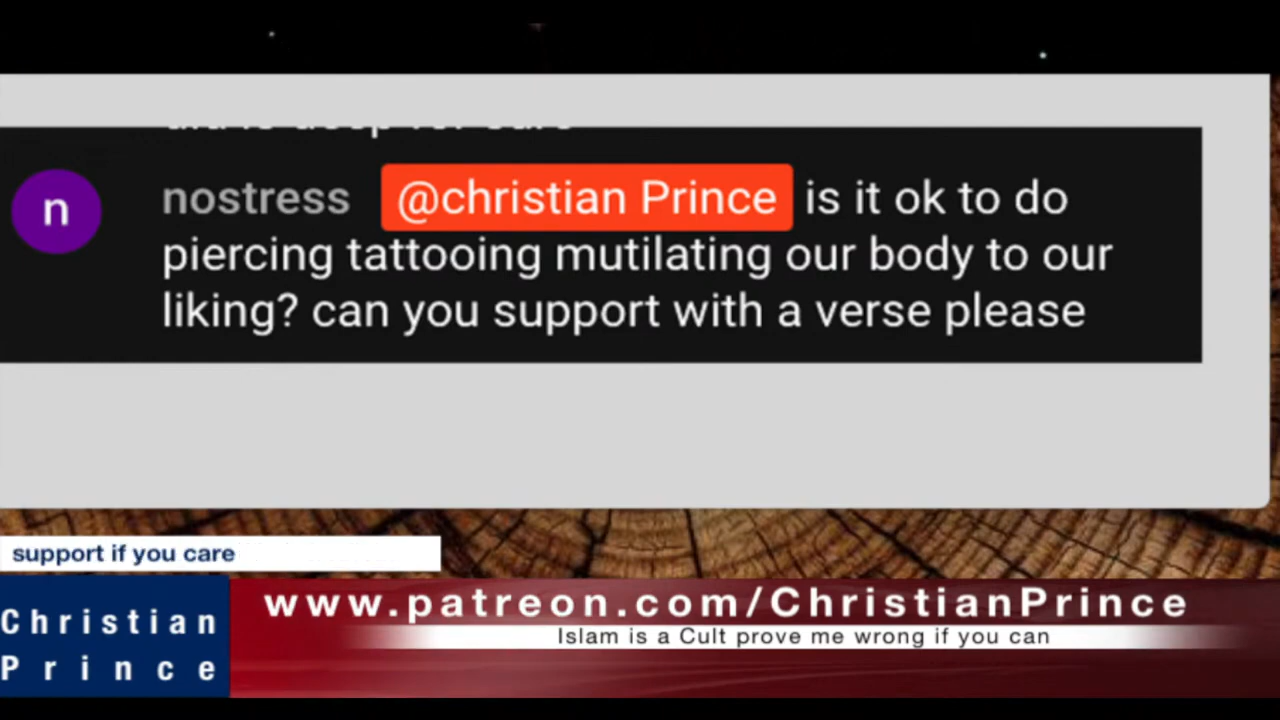 nostress @christian Prince is it ok to do
piercing tattooing mutilating our body to our
liking? can you support with a verse please
support if you care
Christian
Prince
www.patreon.com/ChristianPrince
Islam is a Cult prove me wrong if you can